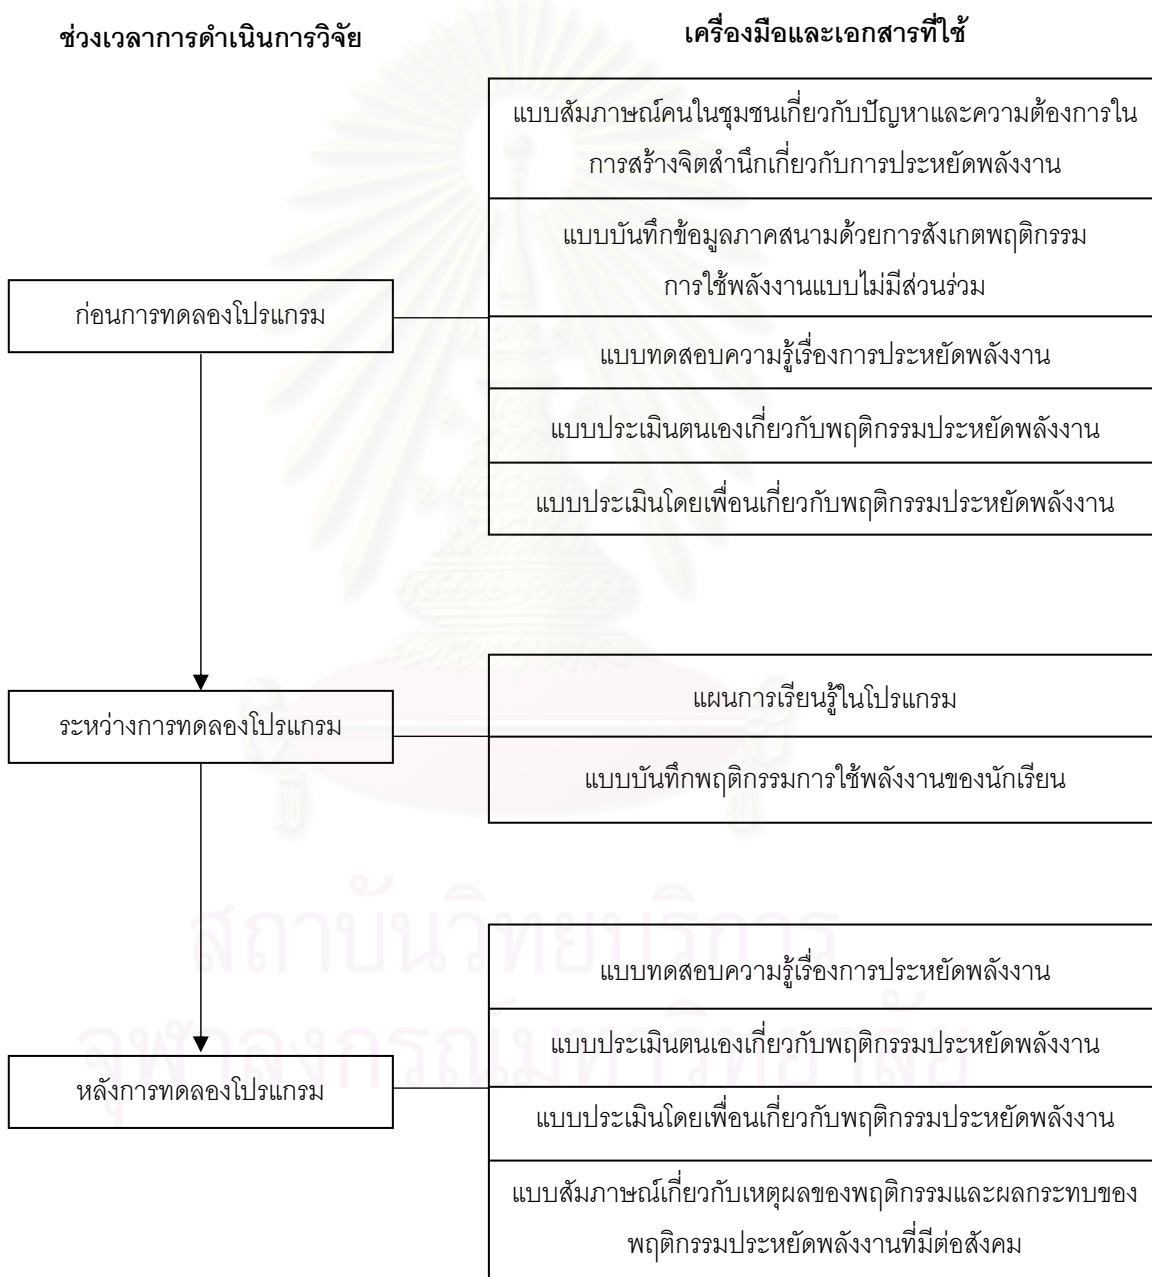 ช่วงเวลาการดำเนินการวิจัย
เครื่องมือและเอกสารที่ใช้
แบบสัมภาษณ์คนในชุมชนเกี่ยวกับปัญหาและความต้องการใน
การสร้างจิตสำนึกเกี่ยวกับการประหยัดพลังงาน
แบบบันทึกข้อมูลภาคสนามด้วยการสังเกตพฤติกรรม
การใช้พลังงานแบบไม่มีส่วนร่วม
ก่อนการทดลองโปรแกรม
แบบทดสอบความรู้เรื่องการประหยัดพลังงาน
แบบประเมินตนเองเกี่ยวกับพฤติกรรมประหยัดพลังงาน
แบบประเมินโดยเพื่อนเกี่ยวกับพฤติกรรมประหยัดพลังงาน
ระหว่างการทดลองโปรแกรม
แผนการเรียนรู้ในโปรแกรม
แบบบันทึกพฤติกรรมการใช้พลังงานของนักเรียน
สถาบันวิทยบริการ
จุฬาลงกรณ์มหาวิทยาลัย
หลังการทดลองโปรแกรม
แบบทดสอบความรู้เรื่องการประหยัดพลังงาน
แบบประเมินตนเองเกี่ยวกับพฤติกรรมประหยัดพลังงาน
แบบประเมินโดยเพื่อนเกี่ยวกับพฤติกรรมประหยัดพลังงาน
แบบสัมภาษณ์เกี่ยวกับเหตุผลของพฤติกรรมและผลกระทบของ
พฤติกรรมประหยัดพลังงานที่มีต่อสังคม